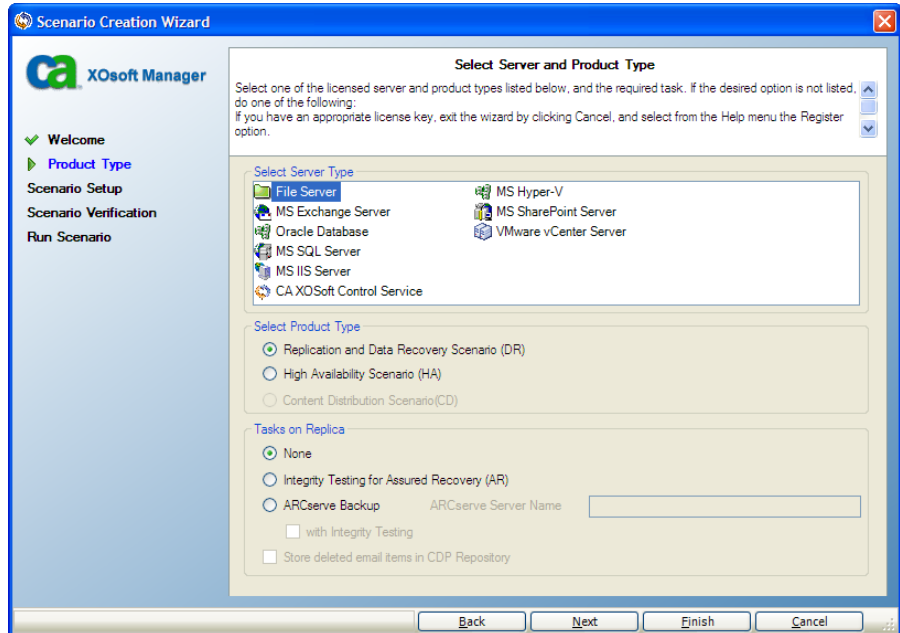 Scenario Creation Wizard
ca
XOsoft Manager
Welcome
Product Type
Scenario Setup
Scenario Verification
Run Scenario
Select Server and Product Type
Select one of the licensed server and product types listed below, and the required task. If the desired option is not listed,
do one of the following:
If you have an appropriate license key, exit the wizard by clicking Cancel, and select from the Help menu the Register
option.
Select Server Type
File Server
MS Exchange Server
Oracle Database
MS SQL Server
MS IIS Server
CA XOSoft Control Service
MS Hyper-V
MS SharePoint Server
VMware vCenter Server
Select Product Type
Replication and Data Recovery Scenario (DR)
High Availability Scenario (HA)
Content Distribution Scenario(CD)
Tasks on Replica
None
Integrity Testing for Assured Recovery (AR)
ARCserve Backup ARCserve Server Name
with Integrity Testing
Store deleted email items in CDP Repository
Back Next Finish Cancel